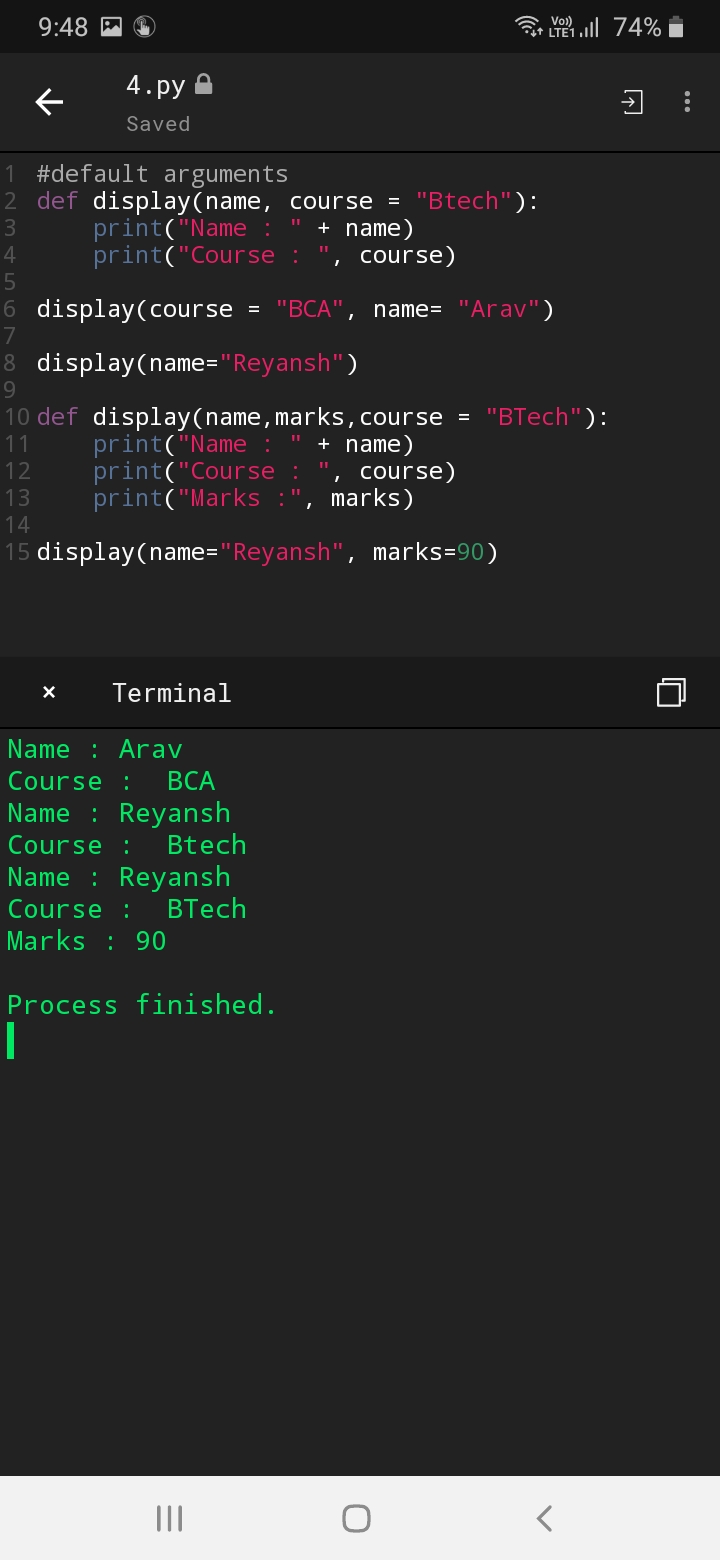 9:48 Vo) LTE1 74%
4.py
Saved
1 #default arguments
2 def display(name, course = "Btech"):
3     print("Name : " + name)
4     print("Course : ", course)
5
6 display(course = "BCA", name= "Arav")
7
8 display(name="Reyansh")
9
10 def display(name,marks,course = "BTech"):
11     print("Name : " + name)
12     print("Course : ", course)
13     print("Marks :", marks)
14
15 display(name="Reyansh", marks=90)
× Terminal
Name : Arav
Course :  BCA
Name : Reyansh
Course :  Btech
Name : Reyansh
Course :  BTech
Marks : 90
Process finished.